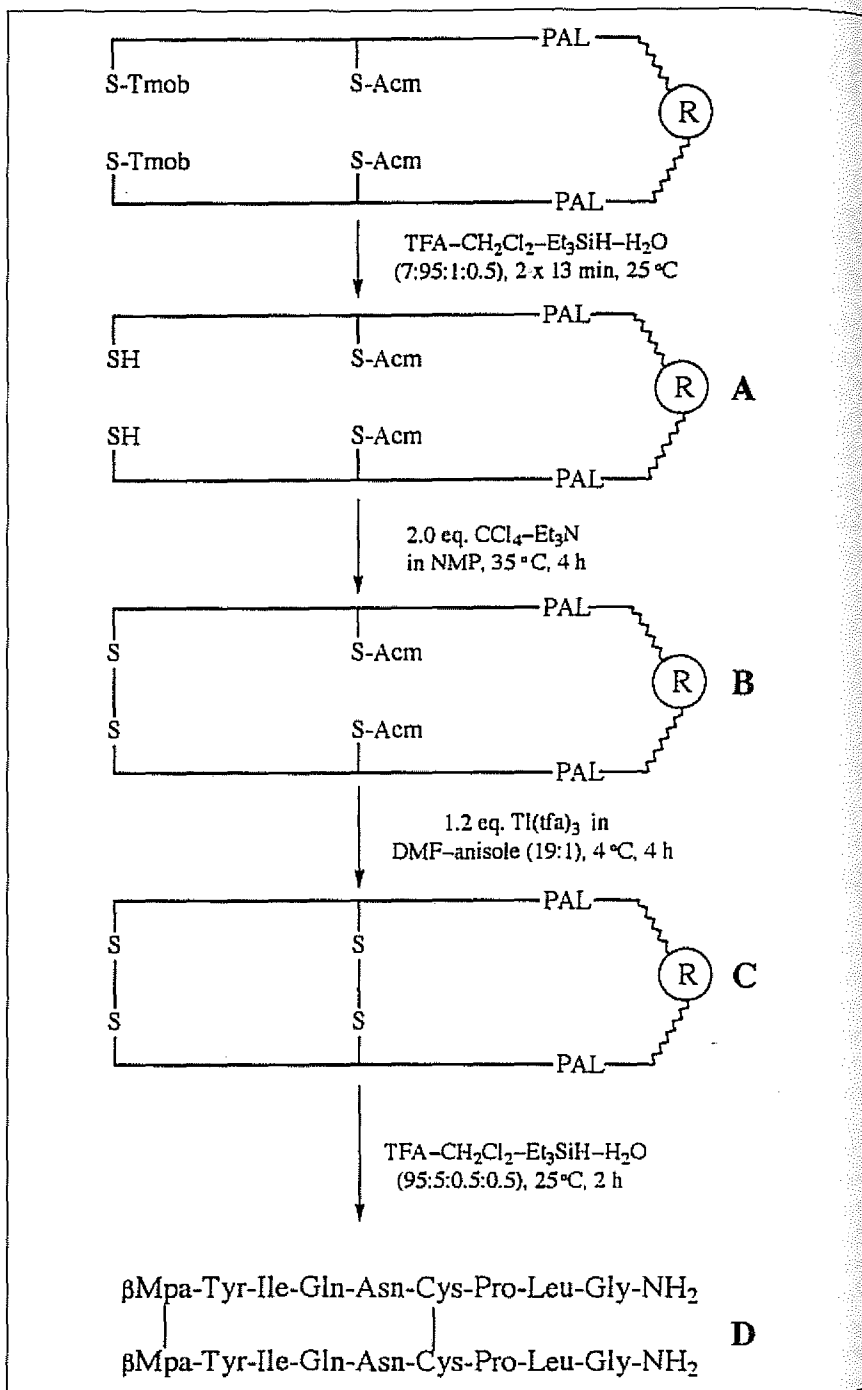 PAL
S-Tmob S-Acm
R
S-Tmob S-Acm
PAL
TFA–CH₂Cl₂–Et₃SiH–H₂O
(7:95:1:0.5), 2 x 13 min, 25 °C
PAL
SH S-Acm
R A
SH S-Acm
PAL
2.0 eq. CCl₄–Et₃N
in NMP, 35 °C, 4 h
PAL
S S-Acm
R B
S S-Acm
PAL
1.2 eq. Tl(tfa)₃ in
DMF–anisole (19:1), 4 °C, 4 h
PAL
S S
R C
S S
PAL
TFA–CH₂Cl₂–Et₃SiH–H₂O
(95:5:0.5:0.5), 25 °C, 2 h
βMpa-Tyr-Ile-Gln-Asn-Cys-Pro-Leu-Gly-NH₂
D
βMpa-Tyr-Ile-Gln-Asn-Cys-Pro-Leu-Gly-NH₂